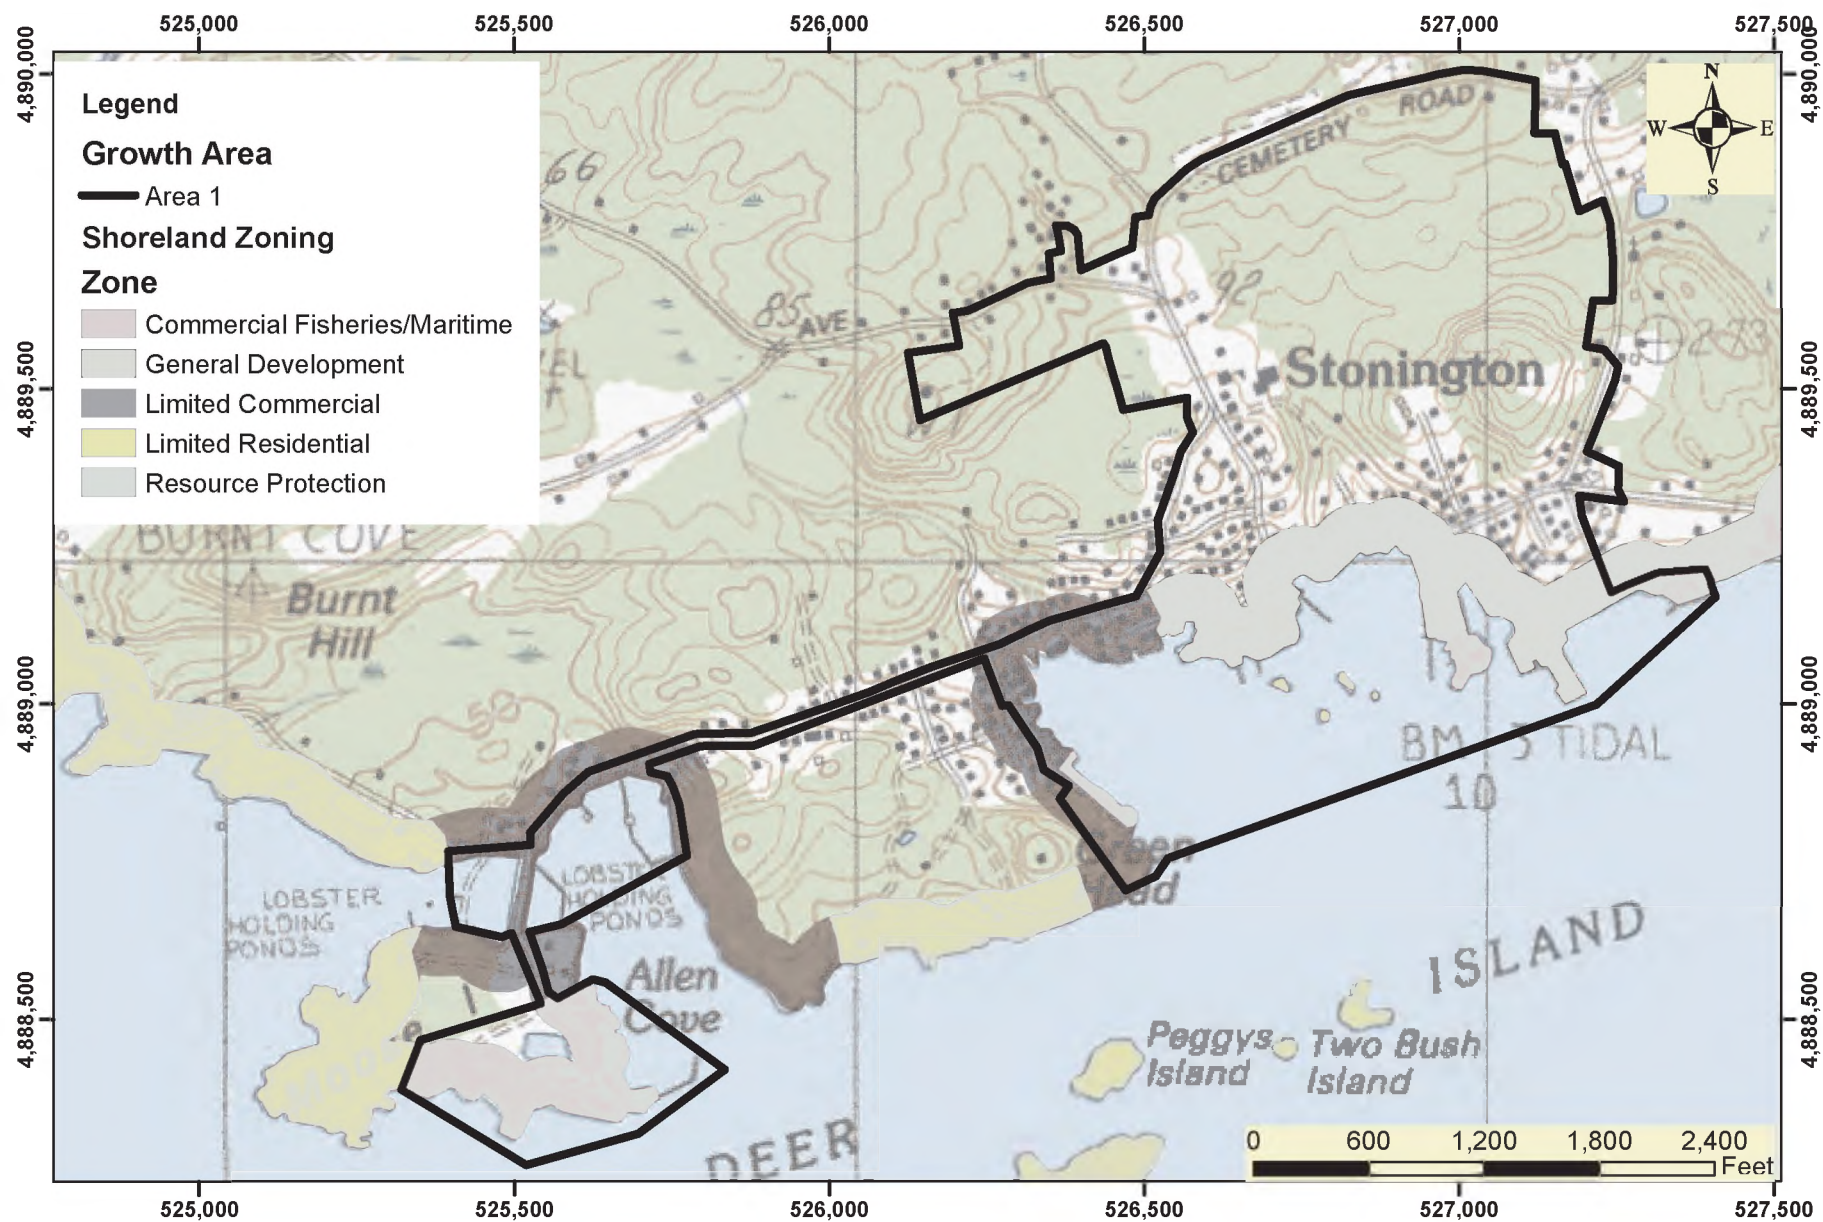 525,000 525,500 526,000 526,500 527,000 527,500
4,890,000
4,890,000
Legend
Growth Area
Area 1
Shoreland Zoning
Zone
Commercial Fisheries/Maritime
General Development
Limited Commercial
Limited Residential
Resource Protection
N
W E
S
ROAD
CEMETERY
66
92
85
AVE
273
Stonington
4,889,500
4,889,500
BURNT COVE
Burnt
Hill
50
4,889,000
4,889,000
BM 3 TIDAL
10
Green
Head
LOBSTER
HOLDING
PONDS
LOBSTER
HOLDING
PONDS
ISLAND
Allen
Cove
4,888,500
4,888,500
Peggys
Island
Two Bush
Island
DEER
0 600 1,200 1,800 2,400
Feet
525,000 525,500 526,000 526,500 527,000 527,500